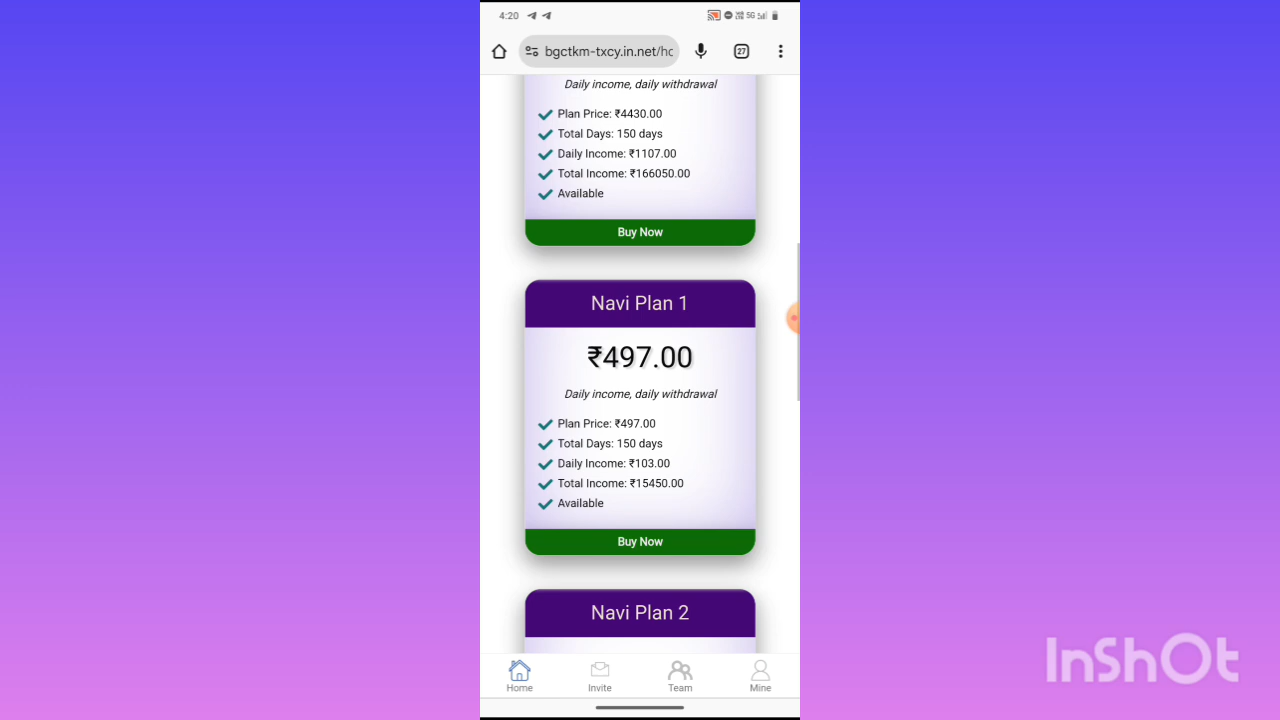 4:20
5G
bgctkm-txcy.in.net/hc
27
Daily income, daily withdrawal
Plan Price: ₹4430.00
Total Days: 150 days
Daily Income: ₹1107.00
Total Income: ₹166050.00
Available
Buy Now
Navi Plan 1
₹497.00
Daily income, daily withdrawal
Plan Price: ₹497.00
Total Days: 150 days
Daily Income: ₹103.00
Total Income: ₹15450.00
Available
Buy Now
Navi Plan 2
Home Invite Team Mine
InShOt